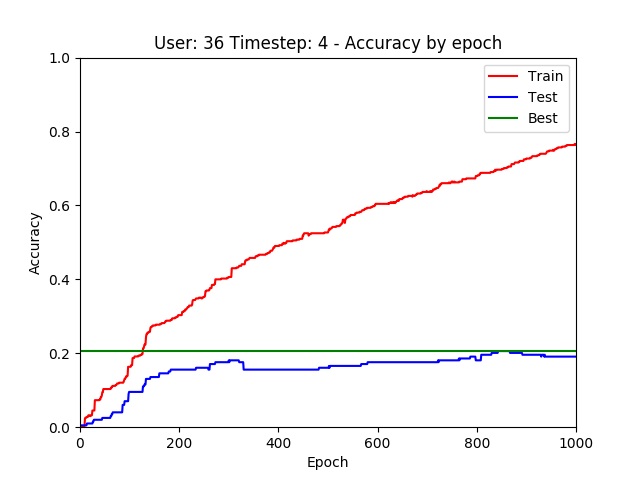 User: 36 Timestep: 4 - Accuracy by epoch
1.0
0.8
0.6
0.4
0.2
0.0
Accuracy
Train
Test
Best
0 200 400 600 800 1000
Epoch